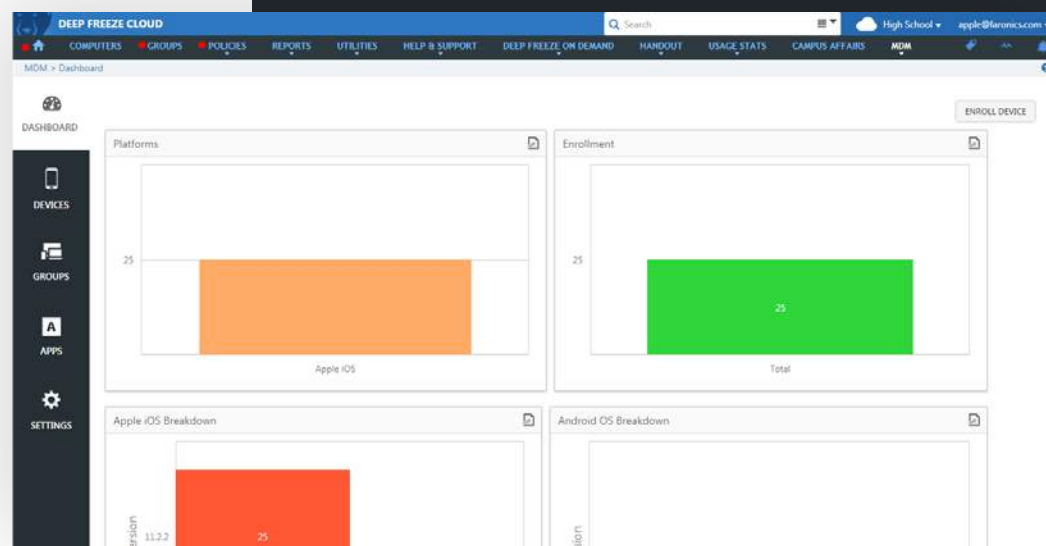 DEEP FREEZE CLOUD
Search
High School
apple@faronics.com
COMPUTERS GROUPS POLICIES REPORTS UTILITIES HELP & SUPPORT DEEP FREEZE ON DEMAND HANDOUT USAGE STATS CAMPUS AFFAIRS MDM
MDM > Dashboard
DASHBOARD
ENROLL DEVICE
DEVICES
GROUPS
A
APPS
SETTINGS
Platforms
25
Apple iOS
Enrollment
25
25
Total
Apple iOS Breakdown
11.2.2
25
Android OS Breakdown